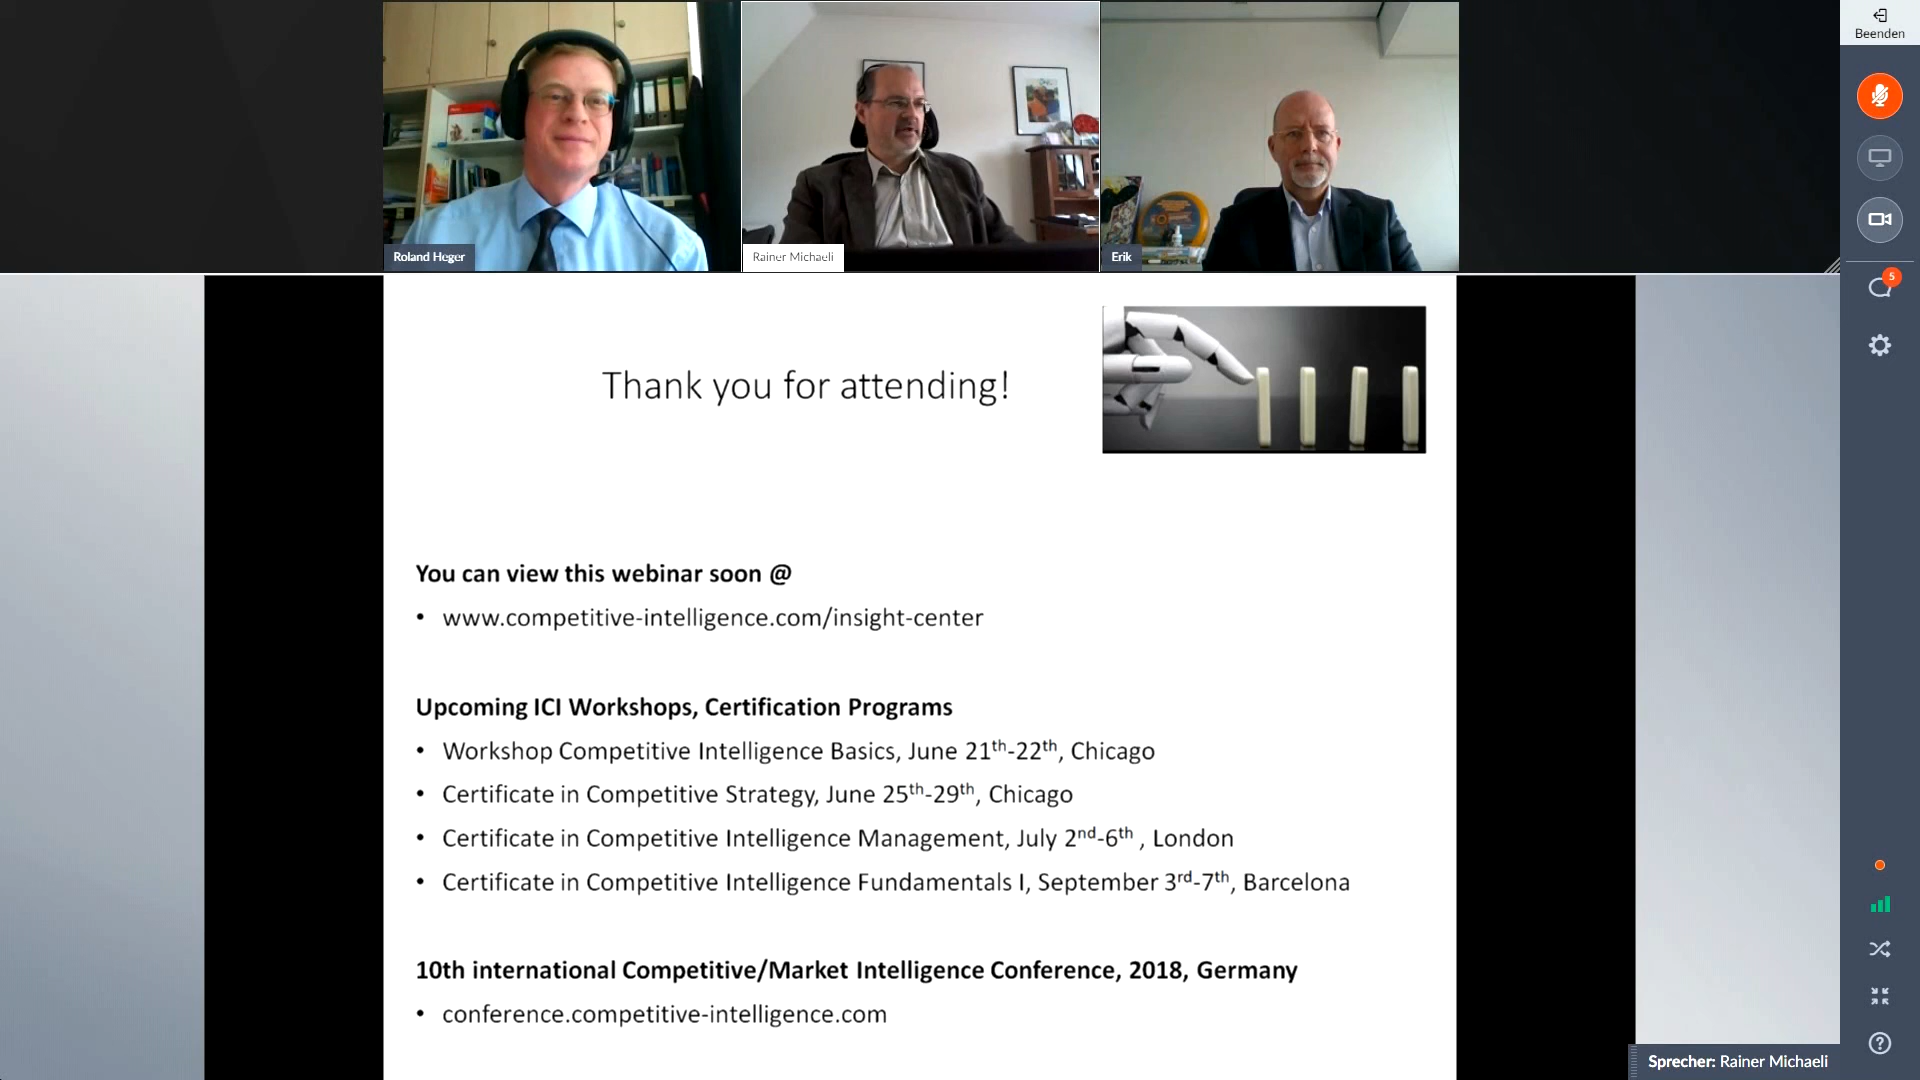 Beenden
Roland Heger
Rainer Michaeli
Erik
5
Thank you for attending!
You can view this webinar soon @
• www.competitive-intelligence.com/insight-center
Upcoming ICI Workshops, Certification Programs
• Workshop Competitive Intelligence Basics, June 21th-22th, Chicago
• Certificate in Competitive Strategy, June 25th-29th, Chicago
• Certificate in Competitive Intelligence Management, July 2nd-6th , London
• Certificate in Competitive Intelligence Fundamentals I, September 3rd-7th, Barcelona
10th international Competitive/Market Intelligence Conference, 2018, Germany
• conference.competitive-intelligence.com
Sprecher: Rainer Michaeli